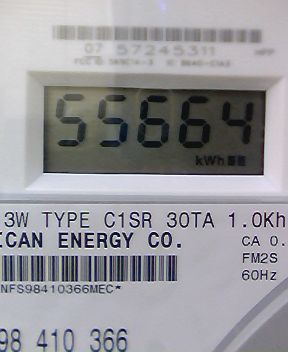 07 57245311
55664
kWh
3W TYPE C1SR 30TA 1.0Kh
ICAN ENERGY CO.
CA 0.
FM2S
60Hz
NFS98410366MEC*
98 410 366